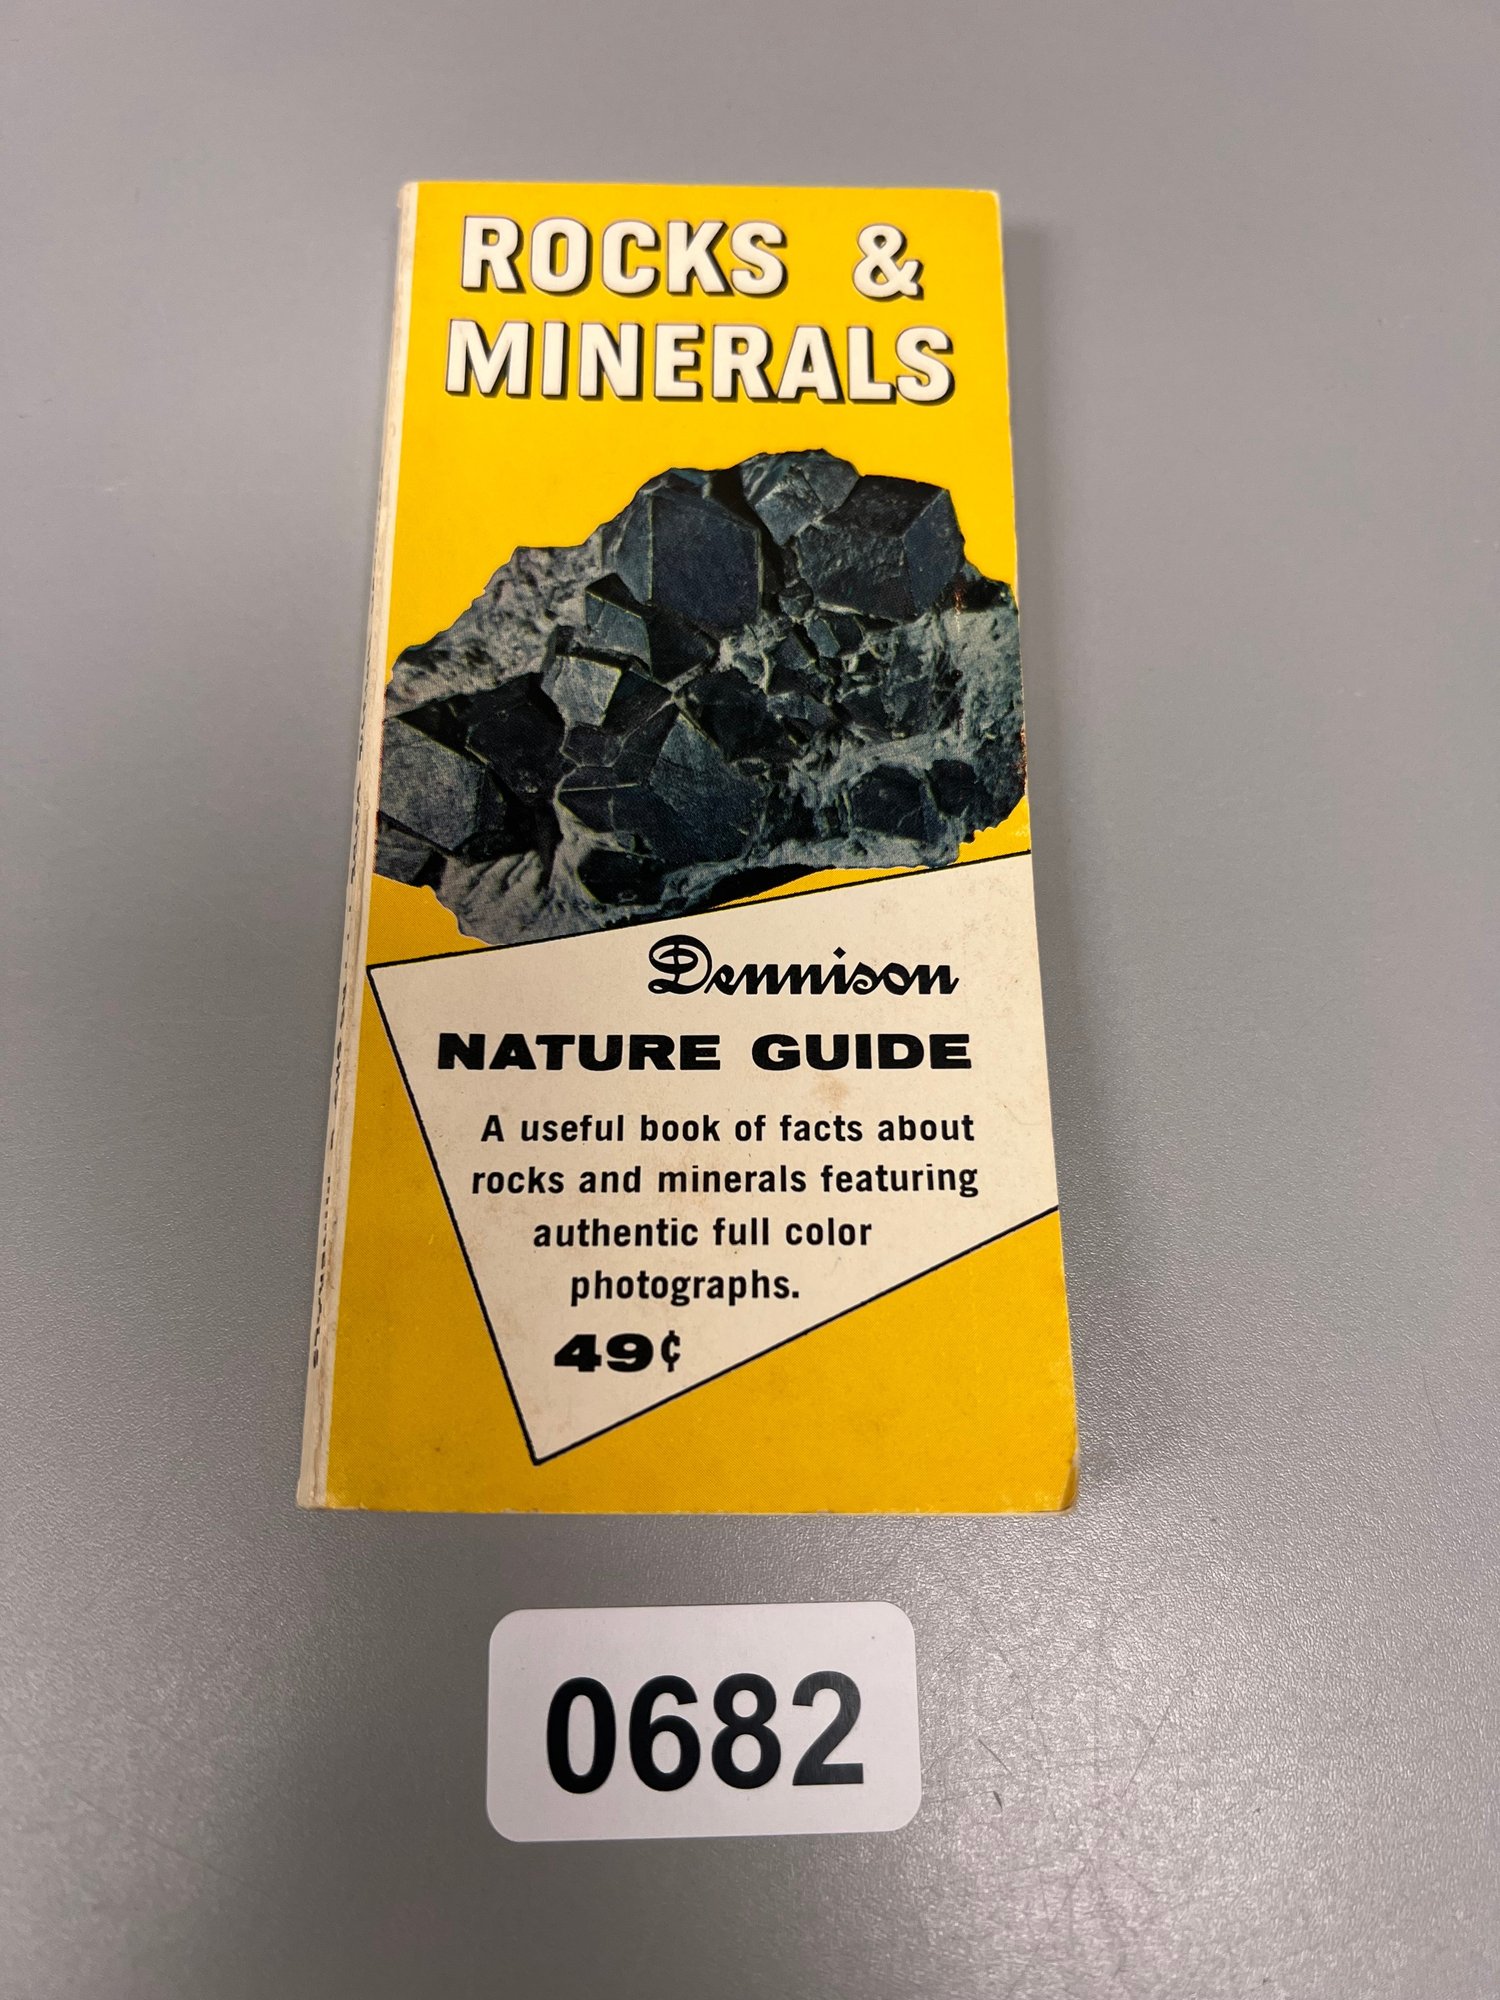 ROCKS &
MINERALS
Dennison
NATURE GUIDE
A useful book of facts about
rocks and minerals featuring
authentic full color
photographs.
49¢
0682